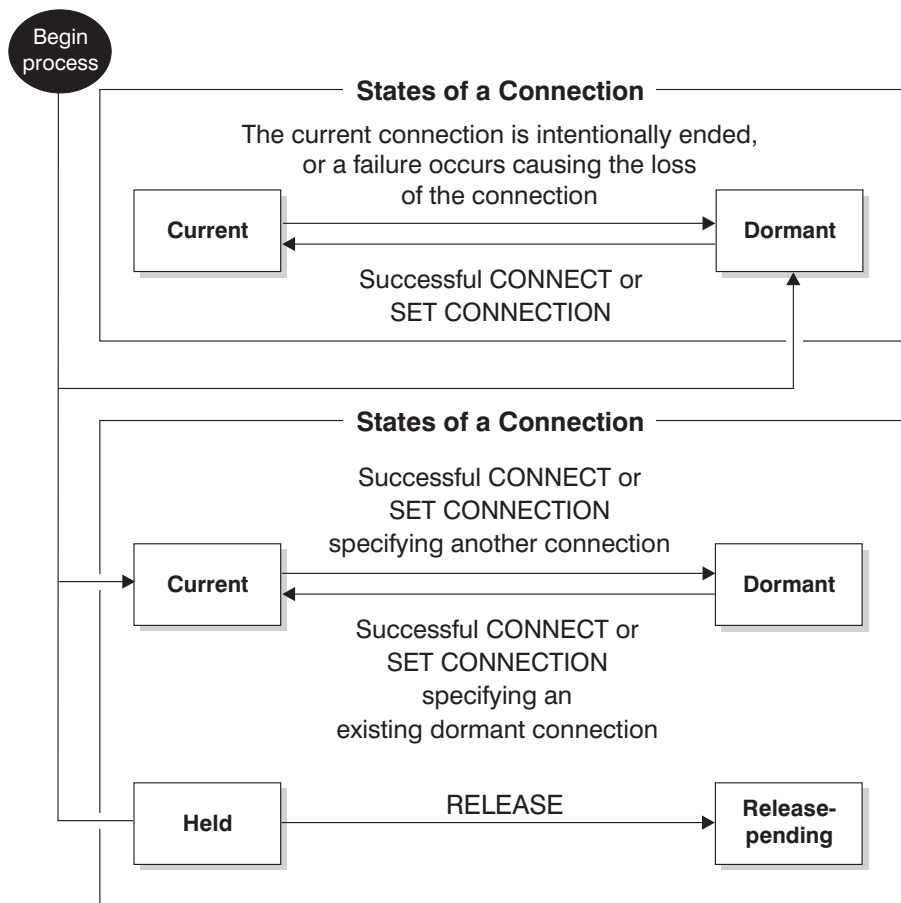 Begin
process
States of a Connection
The current connection is intentionally ended,
or a failure occurs causing the loss
of the connection
Current
Dormant
Successful CONNECT or
SET CONNECTION
States of a Connection
Successful CONNECT or
SET CONNECTION
specifying another connection
Current
Dormant
Successful CONNECT or
SET CONNECTION
specifying an
existing dormant connection
Held
RELEASE
Release-
pending